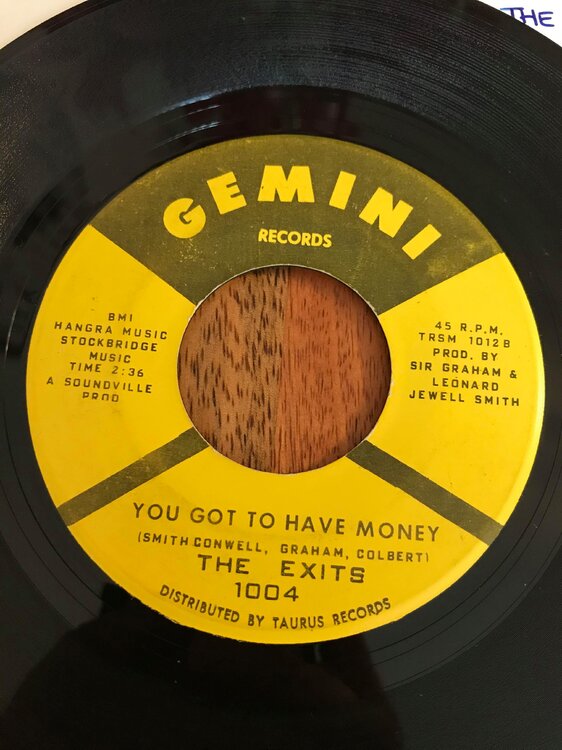 THE
GEMINI
RECORDS
BMI
HANGRA MUSIC
STOCKBRIDGE
MUSIC
TIME 2:36
A SOUNDVILLE
PROD
45 R.P.M.
TRSM 1012B
PROD. BY
SIR GRAHAM &
LEONARD
JEWELL SMITH
YOU GOT TO HAVE MONEY
(SMITH CONWELL, GRAHAM, COLBERT)
THE EXITS
1004
DISTRIBUTED BY TAURUS RECORDS